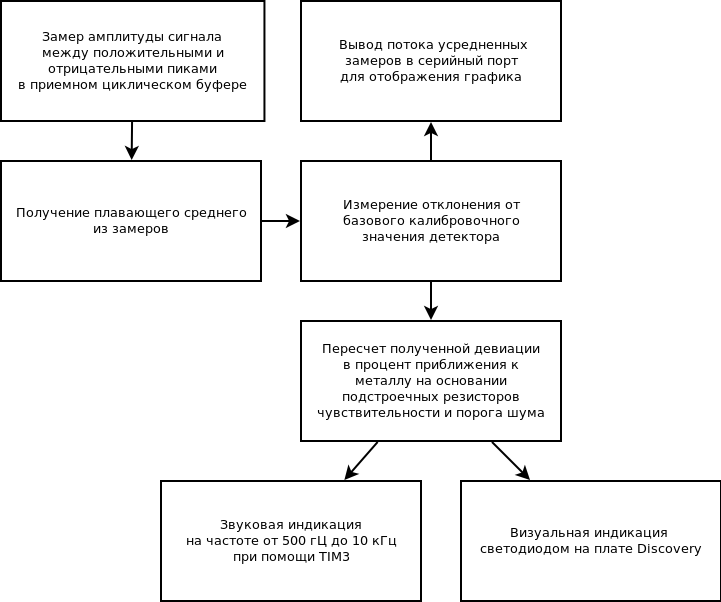 Замер амплитуды сигнала
между положительными и
отрицательными пиками
в приемном циклическом буфере
Вывод потока усредненных
замеров в серийный порт
для отображения графика
Получение плавающего среднего
из замеров
Измерение отклонения от
базового калибровочного
значения детектора
Пересчет полученной девиации
в процент приближения к
металлу на основании
подстроечных резисторов
чувствительности и порога шума
Звуковая индикация
на частоте от 500 гЦ до 10 кГц
при помощи TIM3
Визуальная индикация
светодиодом на плате Discovery